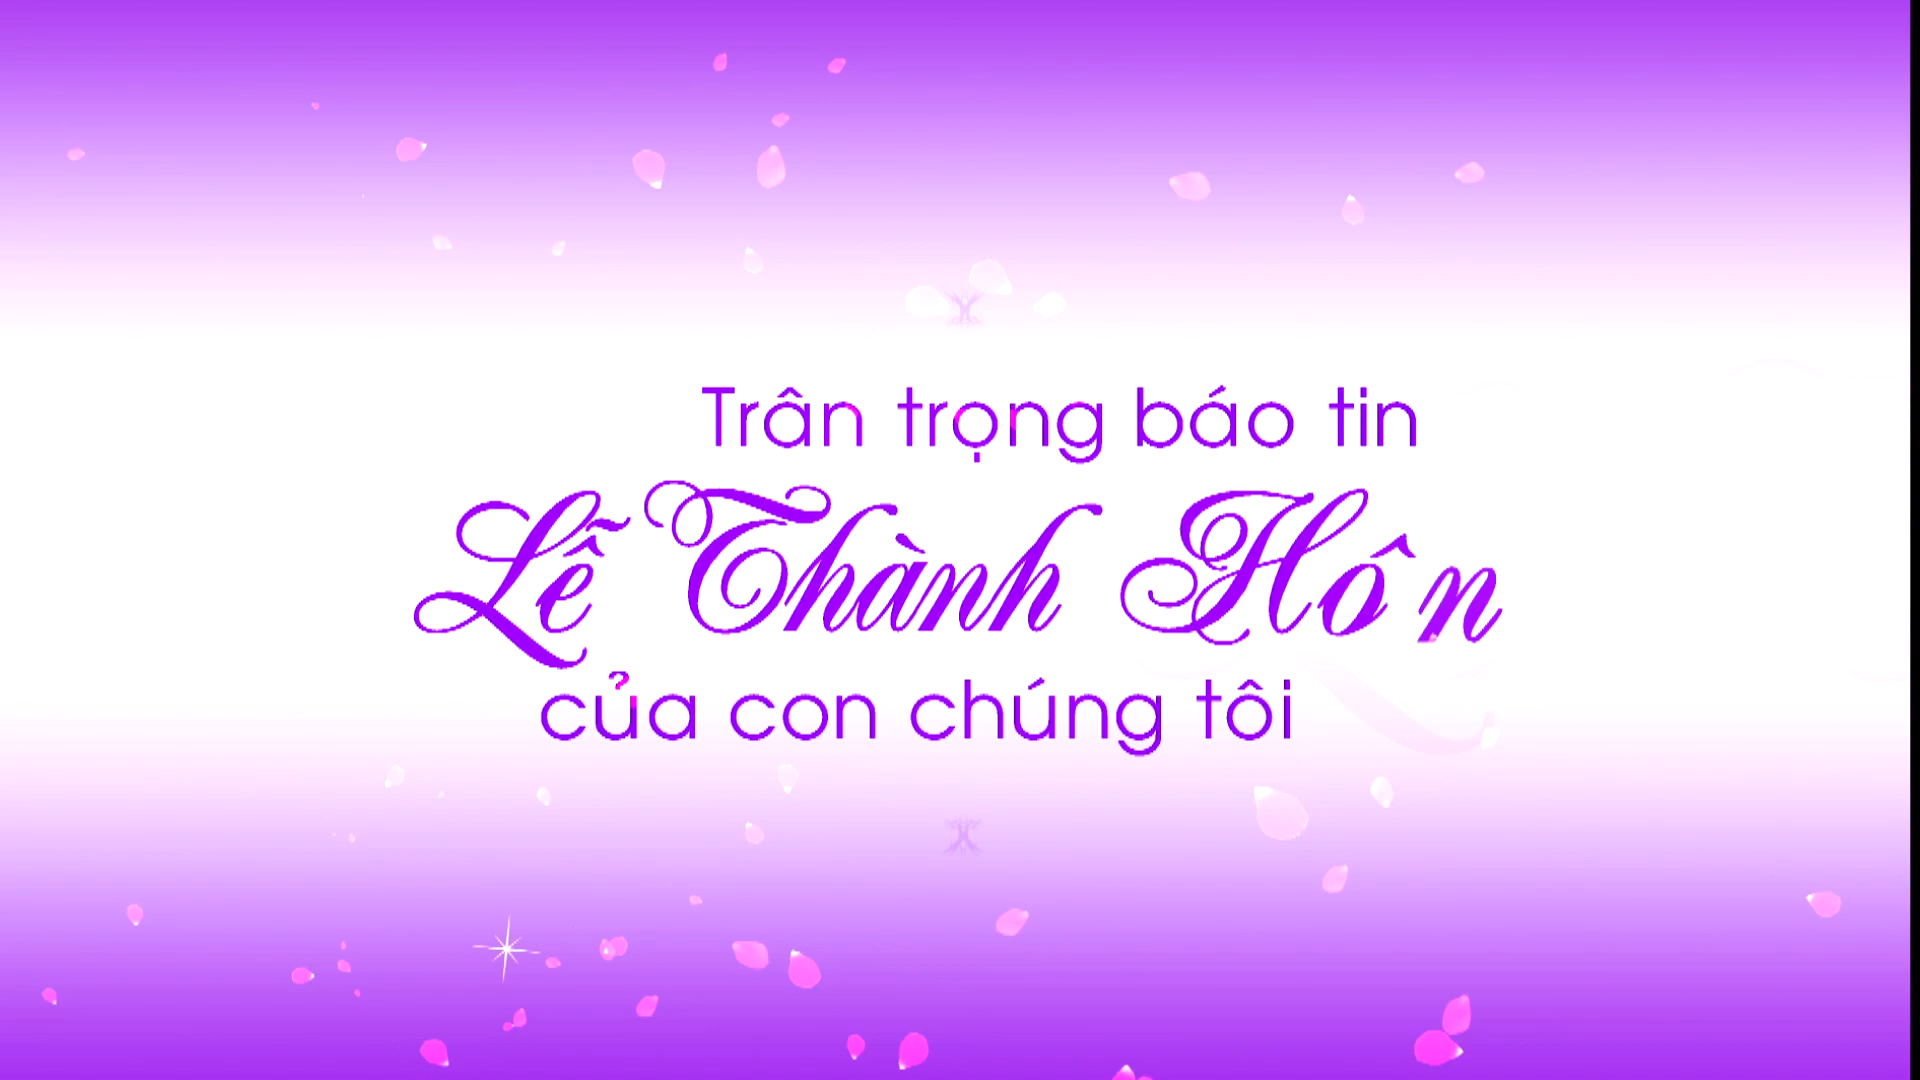 Trân trọng báo tin
Lễ Thành Hôn
của con chúng tôi